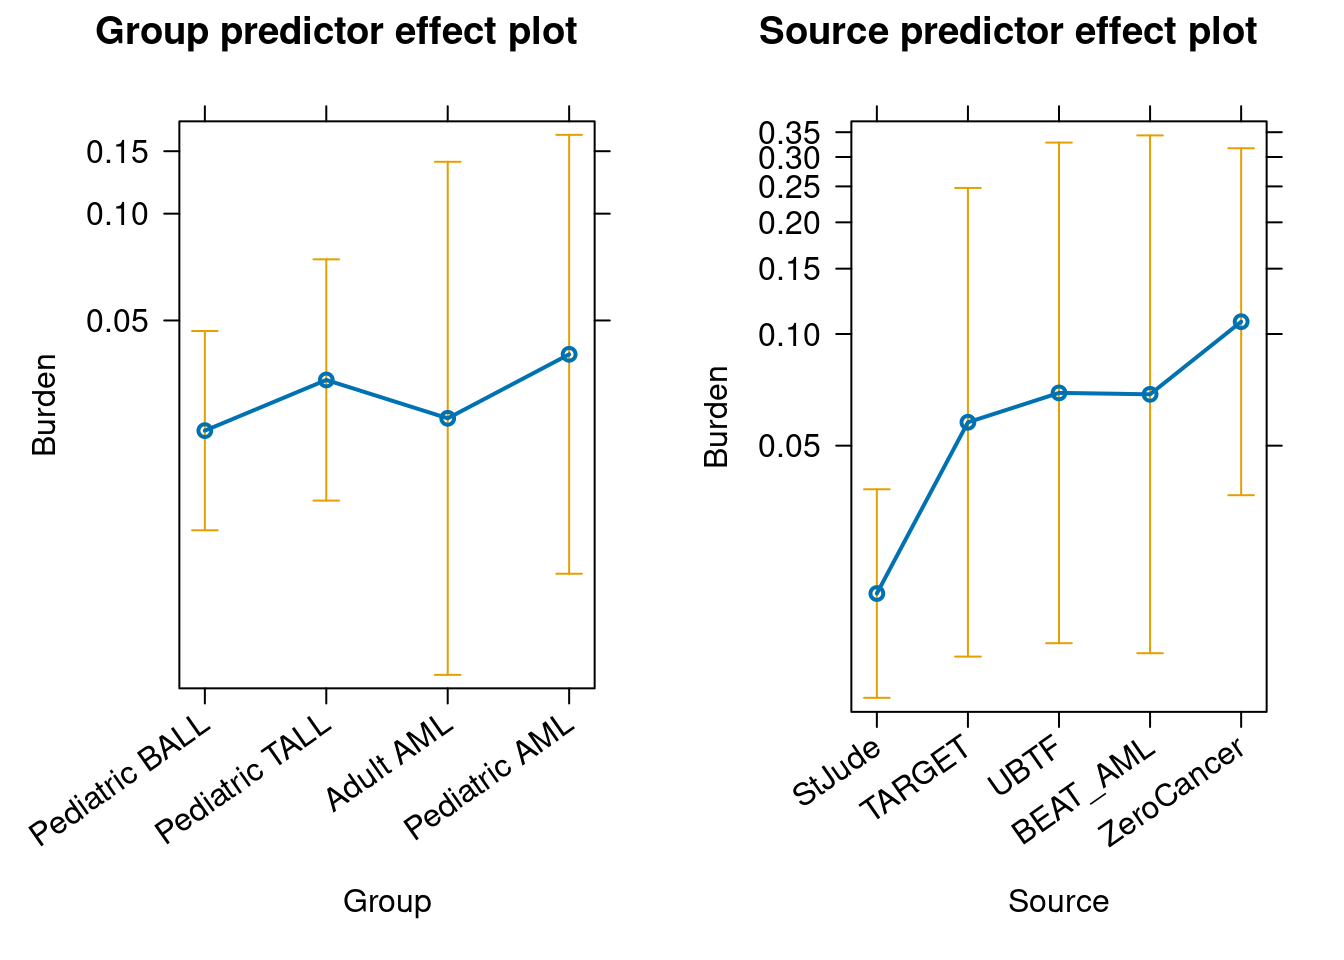 Group predictor effect plot
0.15
0.10
0.05
Burden
Pediatric BALL
Pediatric TALL
Adult AML
Pediatric AML
Group
Source predictor effect plot
0.35
0.30
0.25
0.20
0.15
0.10
0.05
Burden
StJude
TARGET
UBTF
BEAT_AML
ZeroCancer
Source